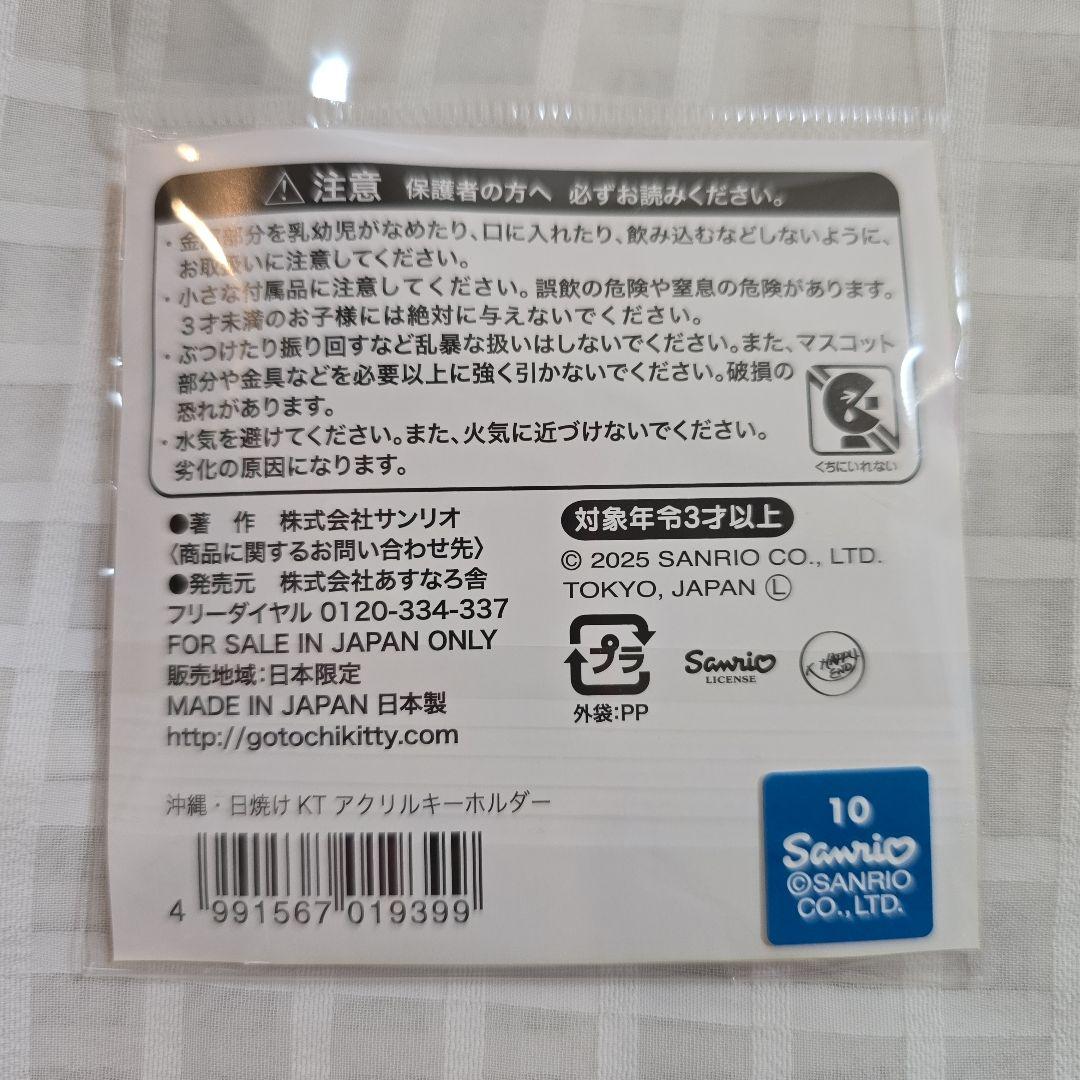 注意 保護者の方へ 必ずお読みください。
・金属部分を乳幼児がなめたり、口に入れたり、飲み込むなどしないように、
お取扱いに注意してください。
・小さな付属品に注意してください。誤飲の危険や窒息の危険があります。
3才未満のお子様には絶対に与えないでください。
・ぶつけたり振り回すなど乱暴な扱いはしないでください。また、マスコット
部分や金具などを必要以上に強く引かないでください。破損の
恐れがあります。
・水気を避けてください。また、火気に近づけないでください。
劣化の原因になります。
くちにいれない
●著 作 株式会社サンリオ
〈商品に関するお問い合わせ先〉
●発売元 株式会社あすなろ舎
フリーダイヤル 0120-334-337
FOR SALE IN JAPAN ONLY
販売地域:日本限定
MADE IN JAPAN 日本製
http://gotochikitty.com
対象年令3才以上
© 2025 SANRIO CO., LTD.
TOKYO, JAPAN Ⓛ
プラ
外袋:PP
Sanrio
LICENSE
HAPPY
END
沖縄・日焼けKT アクリルキーホルダー
4 991567 019399
10
Sanrio
©SANRIO
CO.,LTD.